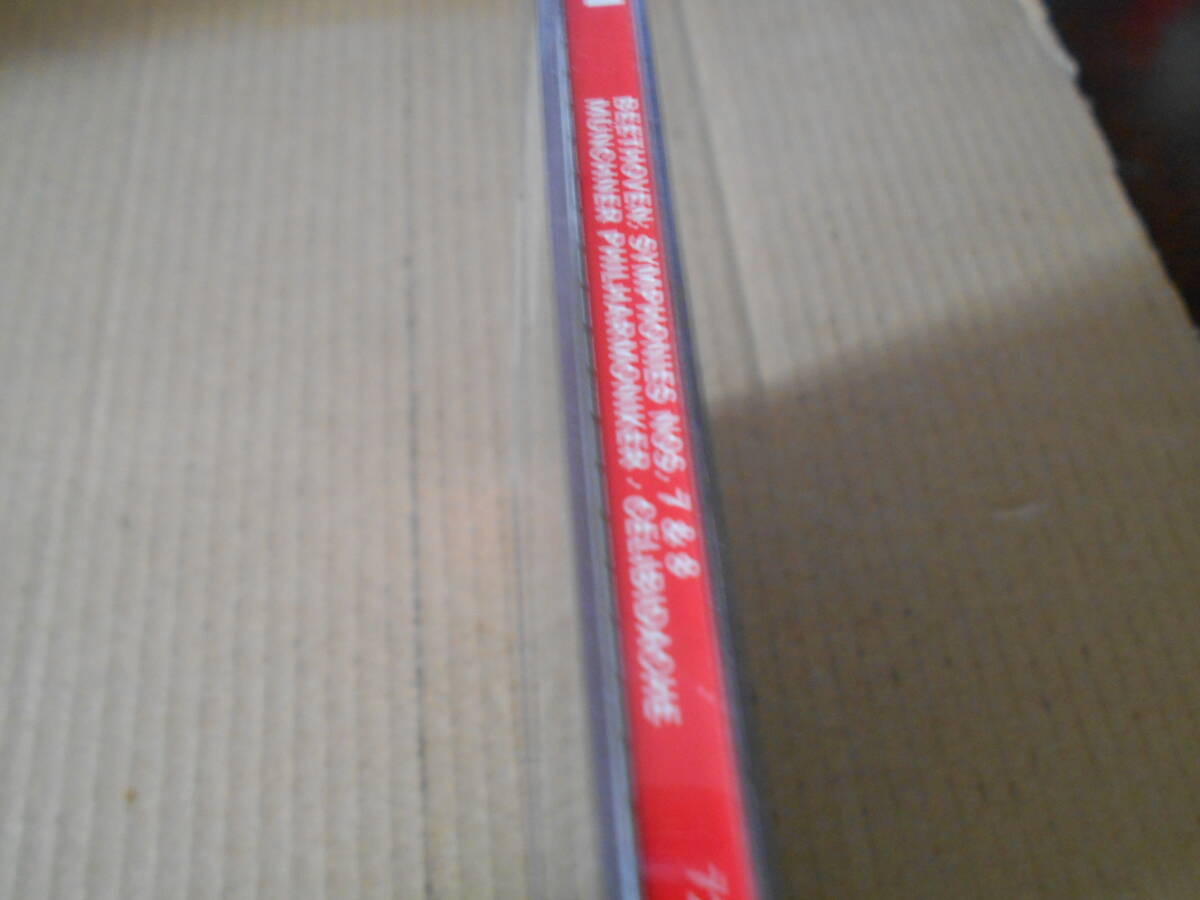 BEETHOVEN: SYMPHONIES NOS, 7 & 8
MÜNCHNER PHILHARMONIKER, CELIBIDACHE